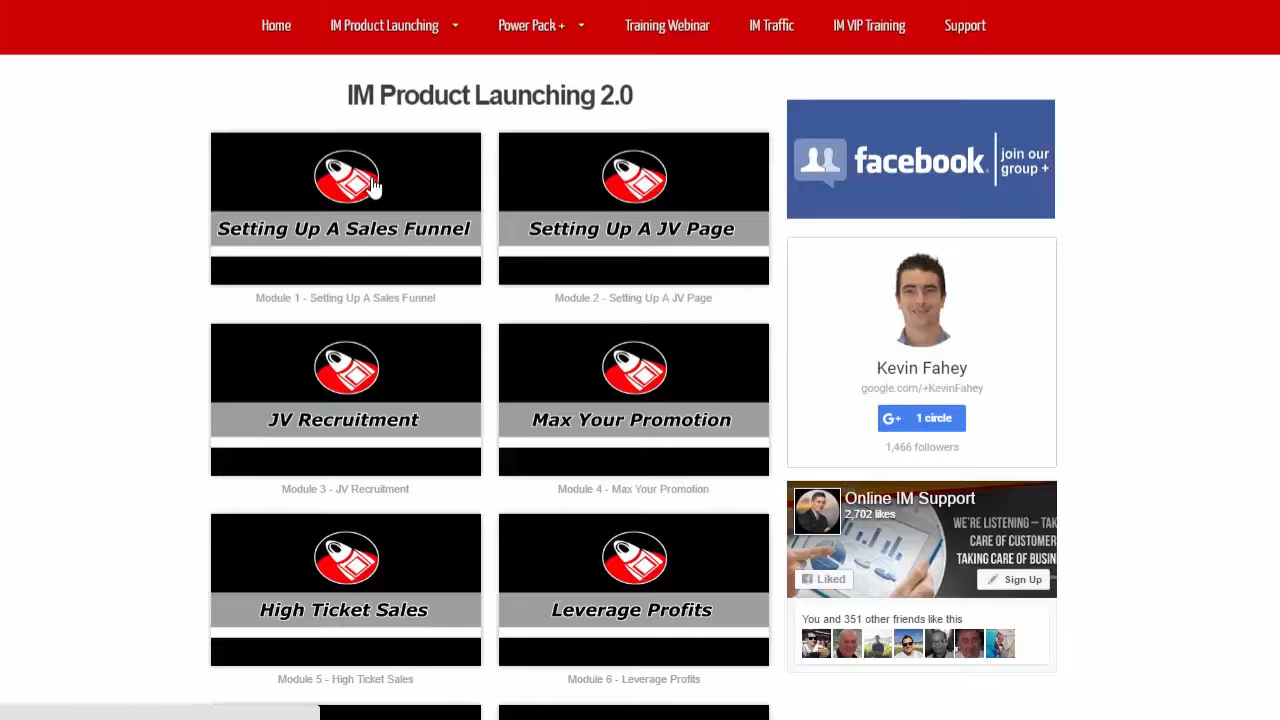 Home
IM Product Launching
Power Pack +
Training Webinar
IM Traffic
IM VIP Training
Support
IM Product Launching 2.0
Setting Up A Sales Funnel
Module 1 - Setting Up A Sales Funnel
Setting Up A JV Page
Module 2 - Setting Up A JV Page
JV Recruitment
Module 3 - JV Recruitment
Max Your Promotion
Module 4 - Max Your Promotion
High Ticket Sales
Module 5 - High Ticket Sales
Leverage Profits
Module 6 - Leverage Profits
facebook.
join our
group +
Kevin Fahey
google.com/+KevinFahey
G+ 1 circle
1,466 followers
Online IM Support
2,702 likes
WE'RE LISTENING – TAK
CARE OF CUSTOMER
TAKING CARE OF BUSIN
Liked
Sign Up
You and 351 other friends like this